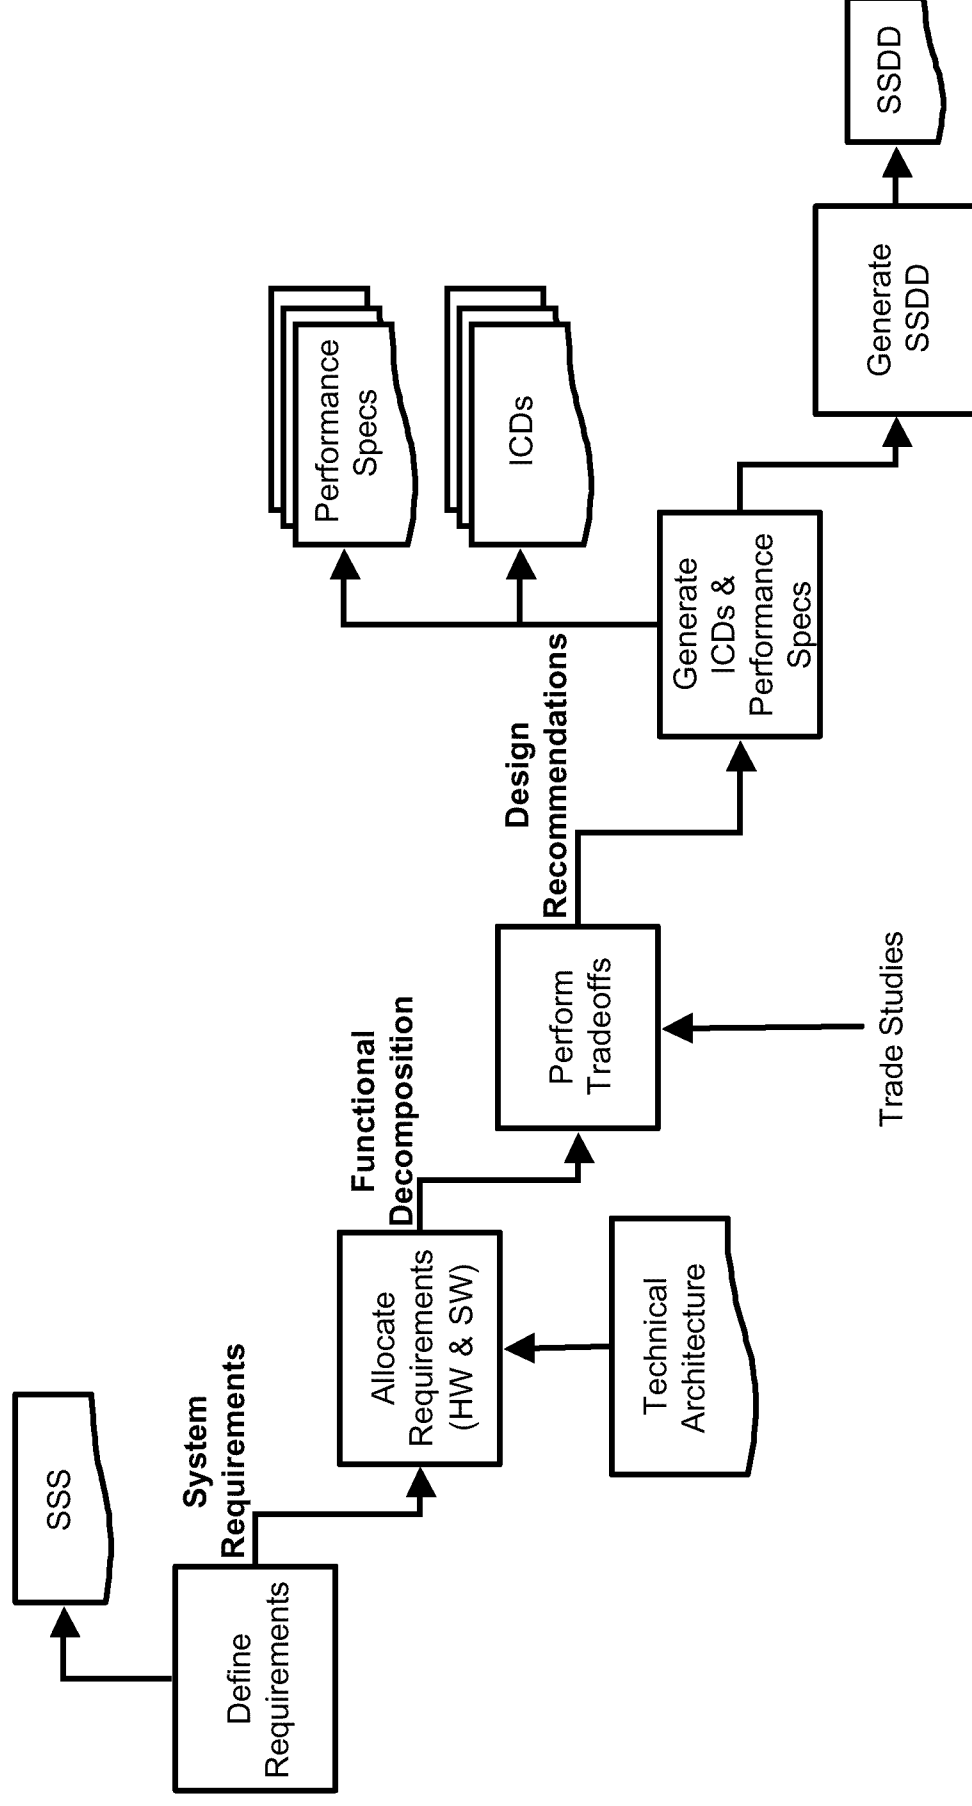 SSS
Define
Requirements
System
Requirements
Allocate
Requirements
(HW & SW)
Technical
Architecture
Functional
Decomposition
Perform
Tradeoffs
Trade Studies
Design
Recommendations
Performance
Specs
ICDs
Generate
ICDs &
Performance
Specs
Generate
SSDD
SSDD